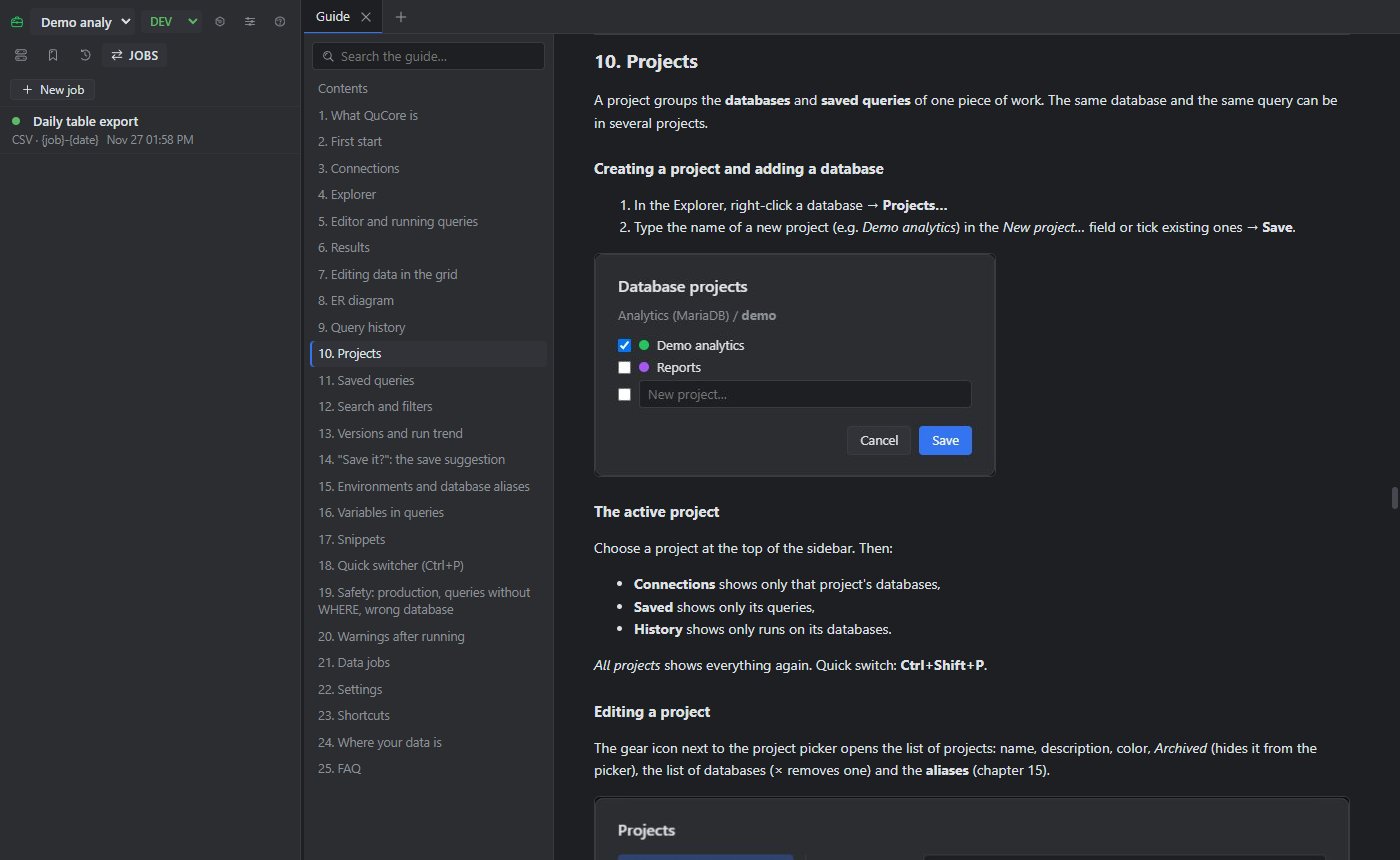 Demo analy
DEV
JOBS
New job
Daily table export
CSV · {job}-{date} Nov 27 01:58 PM
Guide
Search the guide...
Contents
1. What QuCore is
2. First start
3. Connections
4. Explorer
5. Editor and running queries
6. Results
7. Editing data in the grid
8. ER diagram
9. Query history
10. Projects
11. Saved queries
12. Search and filters
13. Versions and run trend
14. "Save it?": the save suggestion
15. Environments and database aliases
16. Variables in queries
17. Snippets
18. Quick switcher (Ctrl+P)
19. Safety: production, queries without
WHERE, wrong database
20. Warnings after running
21. Data jobs
22. Settings
23. Shortcuts
24. Where your data is
25. FAQ
10. Projects
A project groups the databases and saved queries of one piece of work. The same database and the same query can be
in several projects.
Creating a project and adding a database
1. In the Explorer, right-click a database → Projects...
2. Type the name of a new project (e.g. Demo analytics) in the New project... field or tick existing ones → Save.
Database projects
Analytics (MariaDB) / demo
Demo analytics
Reports
New project...
Cancel
Save
The active project
Choose a project at the top of the sidebar. Then:
• Connections shows only that project's databases,
• Saved shows only its queries,
• History shows only runs on its databases.
All projects shows everything again. Quick switch: Ctrl+Shift+P.
Editing a project
The gear icon next to the project picker opens the list of projects: name, description, color, Archived (hides it from the
picker), the list of databases (× removes one) and the aliases (chapter 15).
Projects